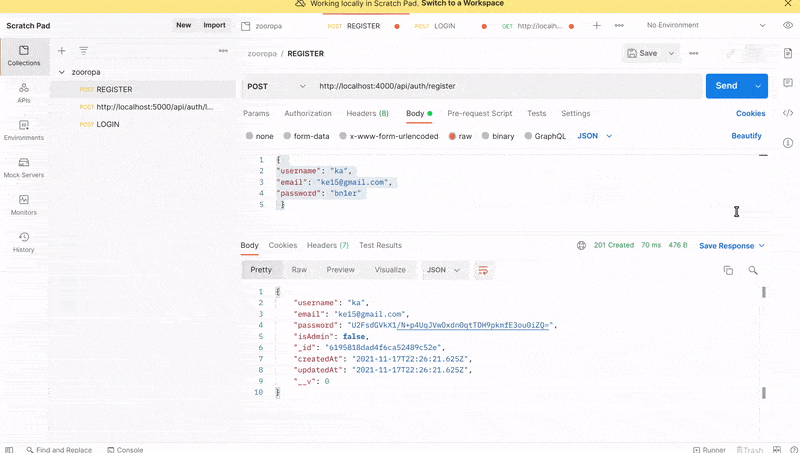 Working locally in Scratch Pad. Switch to a Workspace
Scratch Pad New Import zooropa POST REGISTER POST LOGIN GET http://localh... No Environment
Collections
APIs
Environments
Mock Servers
Monitors
History
zooropa
POST REGISTER
POST http://localhost:5000/api/auth/l...
POST LOGIN
zooropa / REGISTER Save
POST http://localhost:4000/api/auth/register Send
Params Authorization Headers (8) Body Pre-request Script Tests Settings Cookies
none form-data x-www-form-urlencoded raw binary GraphQL JSON Beautify
1 {
2 "username": "ka",
3 "email": "ke15@gmail.com",
4 "password": "bn1er"
5 }
Body Cookies Headers (7) Test Results 201 Created 70 ms 476 B Save Response
Pretty Raw Preview Visualize JSON
1 {
2 "username": "ka",
3 "email": "ke15@gmail.com",
4 "password": "U2FsdGVkX1/N+p4UqJVwOxdn0qtTDH9pkmfE3ou0iZQ=",
5 "isAdmin": false,
6 "_id": "6195818dad4f6ca52489c52e",
7 "createdAt": "2021-11-17T22:26:21.625Z",
8 "updatedAt": "2021-11-17T22:26:21.625Z",
9 "__v": 0
10 }
Find and Replace Console Runner Trash